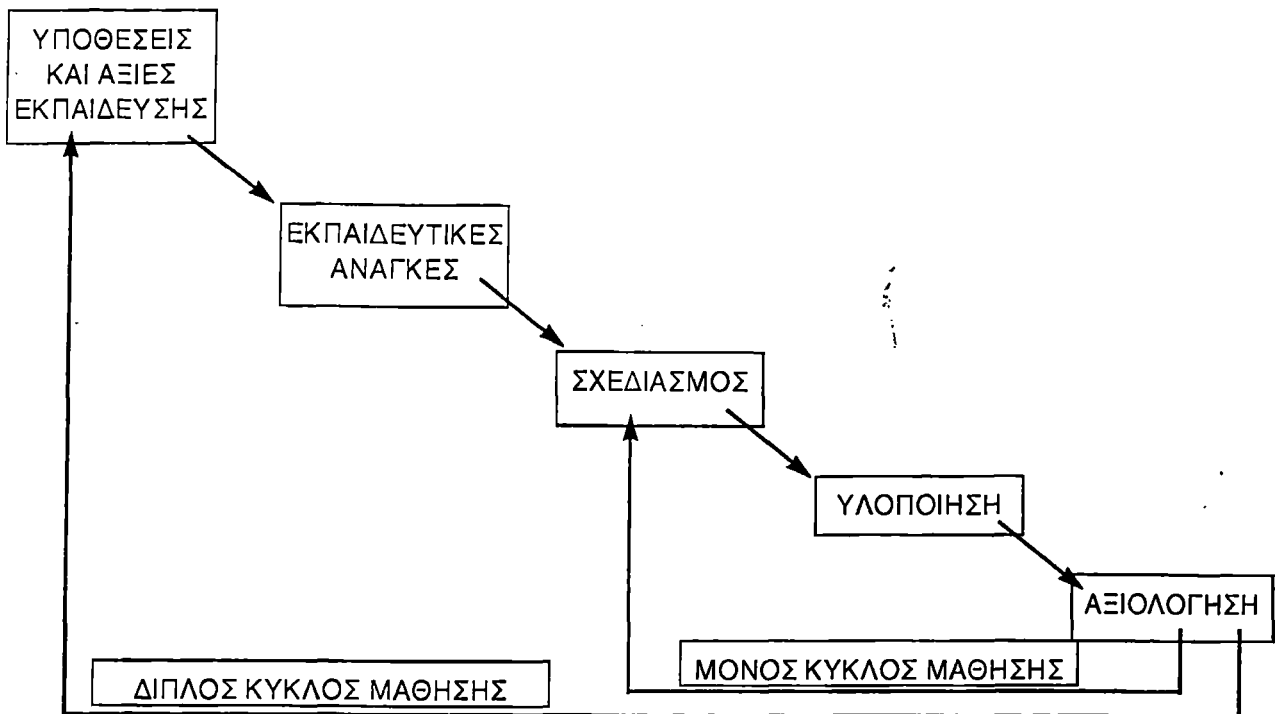 ΥΠΟΘΕΣΕΙΣ
ΚΑΙ ΑΞΙΕΣ
ΕΚΠΑΙΔΕΥΣΗΣ
ΕΚΠΑΙΔΕΥΤΙΚΕΣ
ΑΝΑΓΚΕΣ
ΣΧΕΔΙΑΣΜΟΣ
ΥΛΟΠΟΙΗΣΗ
ΑΞΙΟΛΟΓΗΣΗ
ΜΟΝΟΣ ΚΥΚΛΟΣ ΜΑΘΗΣΗΣ
ΔΙΠΛΟΣ ΚΥΚΛΟΣ ΜΑΘΗΣΗΣ